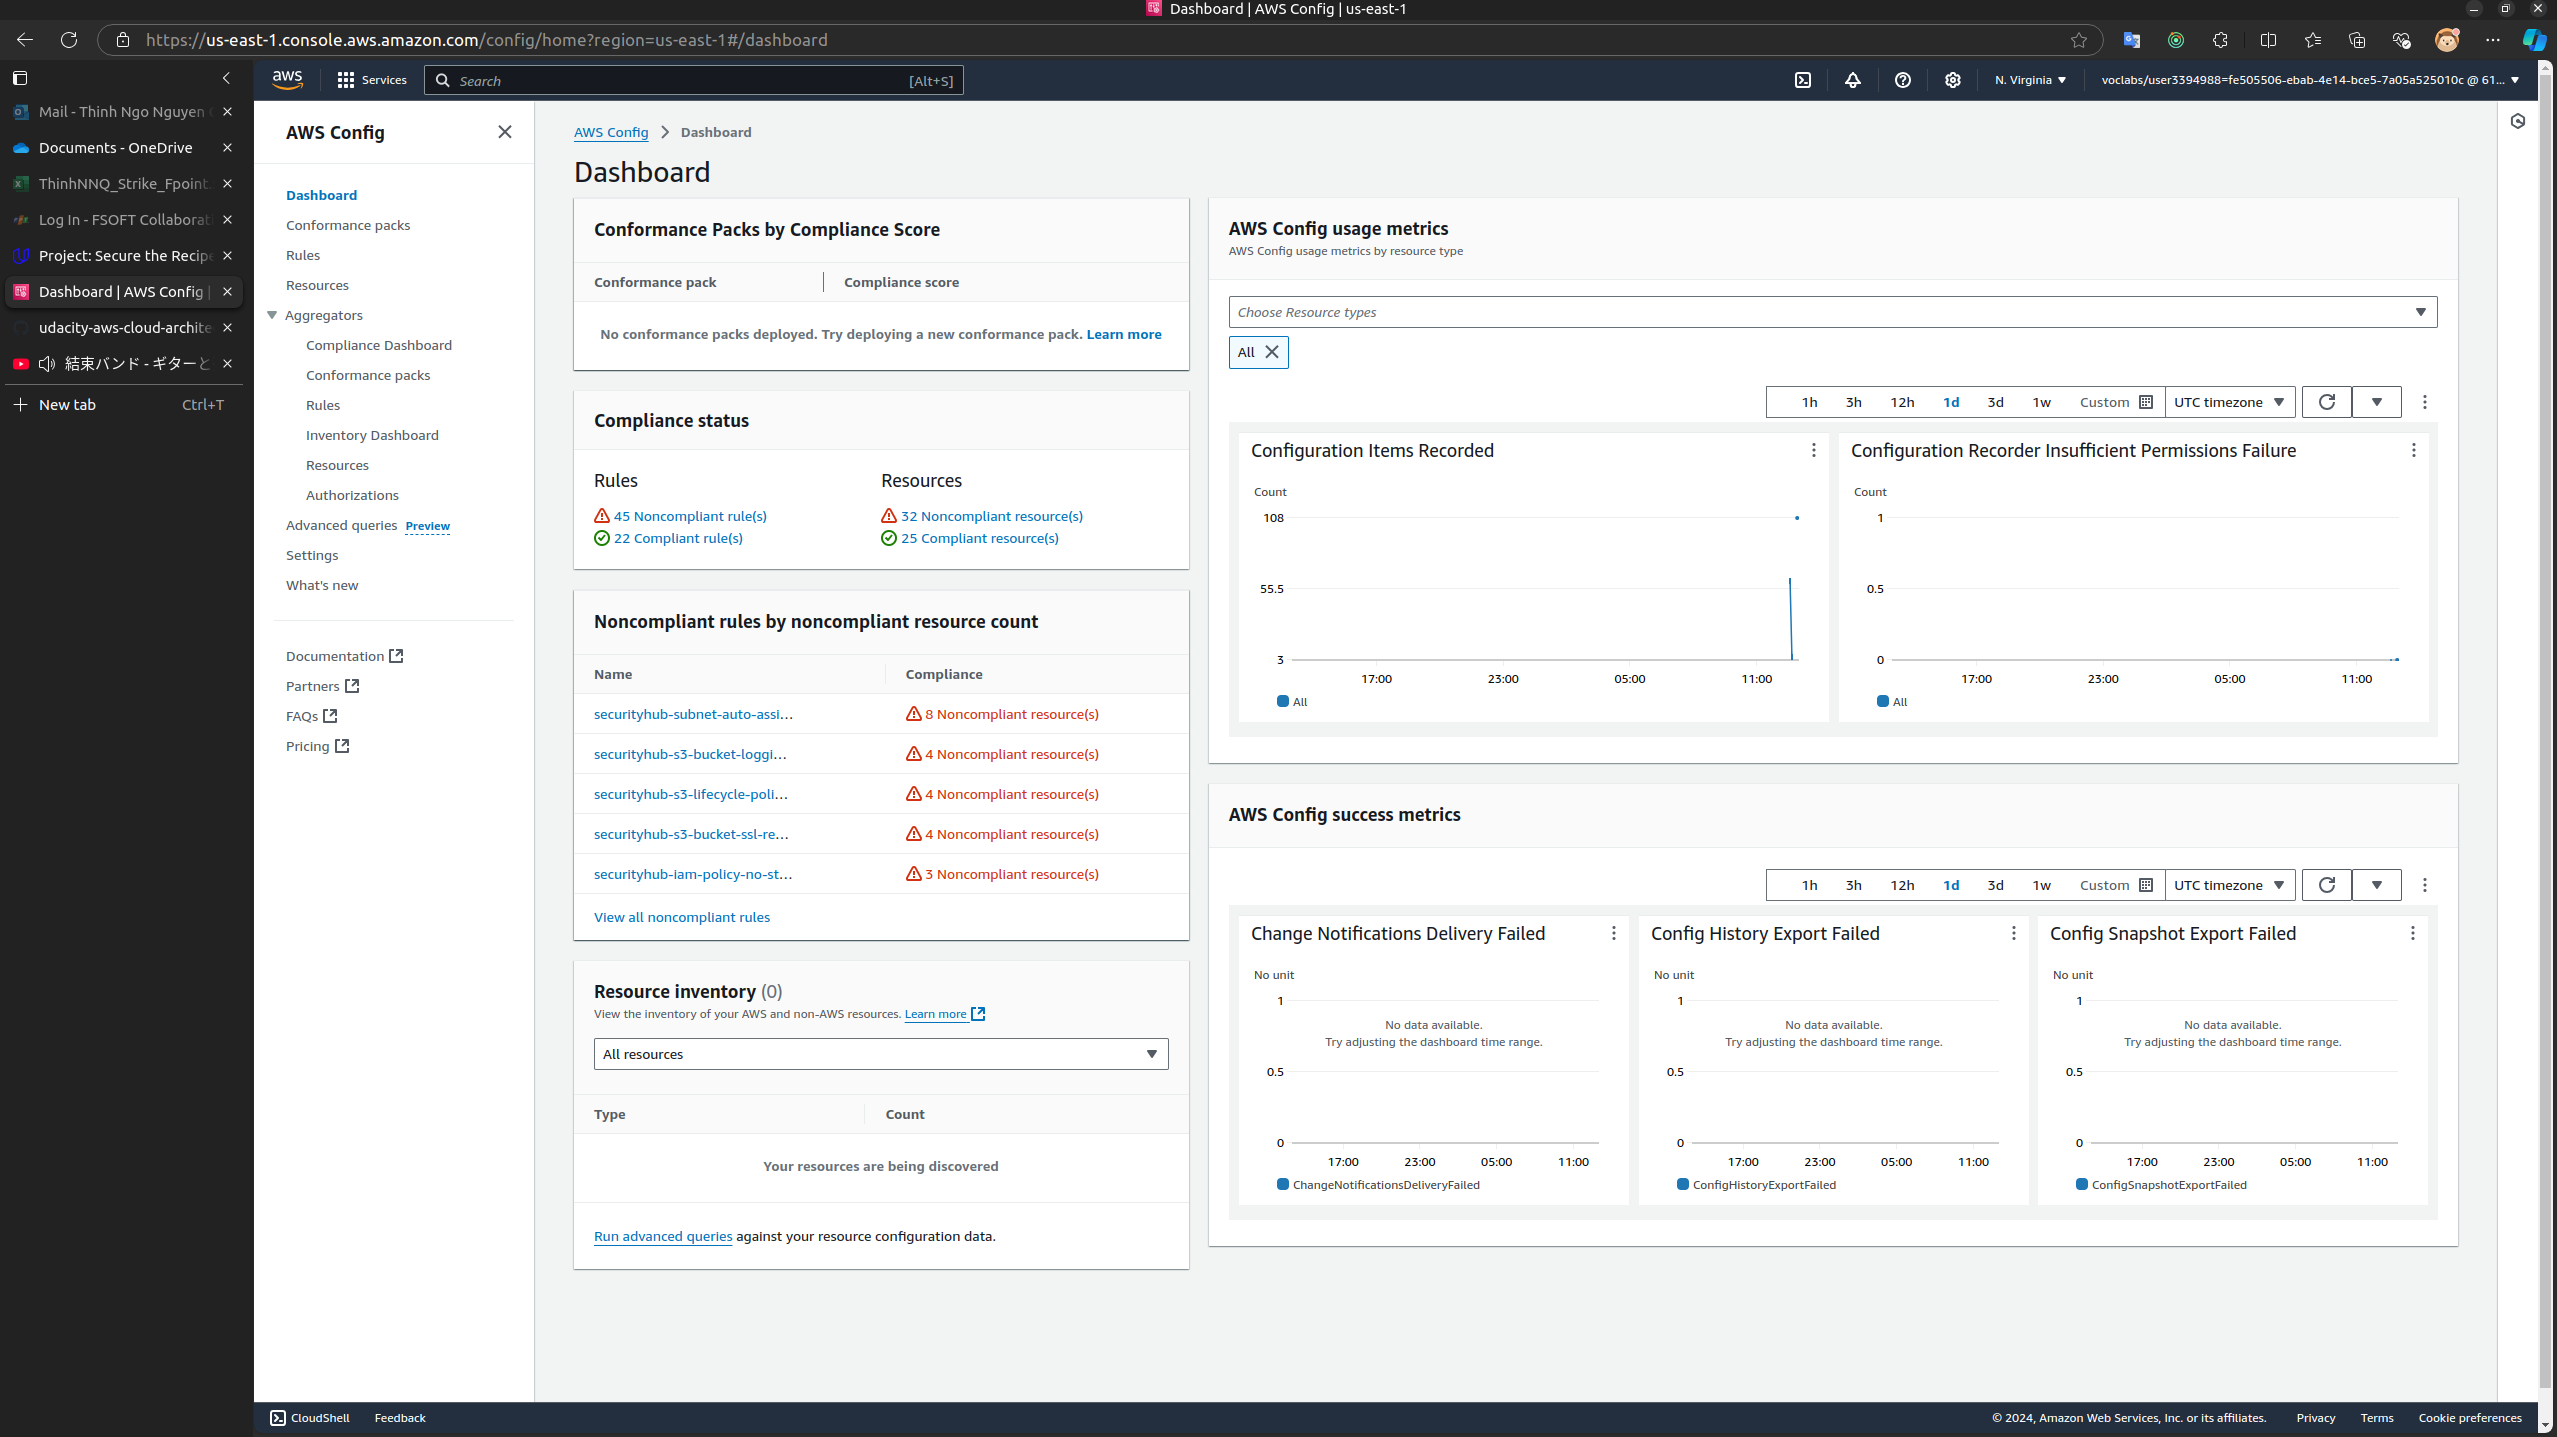 Dashboard | AWS Config | us-east-1
https://us-east-1.console.aws.amazon.com/config/home?region=us-east-1#/dashboard
aws
Services
Search
[Alt+S]
N. Virginia
voclabs/user3394988=fe505506-ebab-4e14-bce5-7a05a525010c @ 61...
Mail - Thinh Ngo Nguyen
Documents - OneDrive
ThinhNNQ_Strike_Fpoint.
Log In - FSOFT Collaborat
Project: Secure the Recipe
Dashboard | AWS Config |
udacity-aws-cloud-archite
結束バンド - ギターと
New tab
Ctrl+T
AWS Config
Dashboard
Conformance packs
Rules
Resources
Aggregators
Compliance Dashboard
Conformance packs
Rules
Inventory Dashboard
Resources
Authorizations
Advanced queries Preview
Settings
What's new
Documentation
Partners
FAQs
Pricing
AWS Config
Dashboard
Dashboard
Conformance Packs by Compliance Score
Conformance pack
Compliance score
No conformance packs deployed. Try deploying a new conformance pack. Learn more
Compliance status
Rules
45 Noncompliant rule(s)
22 Compliant rule(s)
Resources
32 Noncompliant resource(s)
25 Compliant resource(s)
Noncompliant rules by noncompliant resource count
Name
Compliance
securityhub-subnet-auto-assi...
8 Noncompliant resource(s)
securityhub-s3-bucket-loggi...
4 Noncompliant resource(s)
securityhub-s3-lifecycle-poli...
4 Noncompliant resource(s)
securityhub-s3-bucket-ssl-re...
4 Noncompliant resource(s)
securityhub-iam-policy-no-st...
3 Noncompliant resource(s)
View all noncompliant rules
Resource inventory (0)
View the inventory of your AWS and non-AWS resources. Learn more
All resources
Type
Count
Your resources are being discovered
Run advanced queries against your resource configuration data.
AWS Config usage metrics
AWS Config usage metrics by resource type
Choose Resource types
All
1h
3h
12h
1d
3d
1w
Custom
UTC timezone
Configuration Items Recorded
Count
108
55.5
3
17:00
23:00
05:00
11:00
All
Configuration Recorder Insufficient Permissions Failure
Count
1
0.5
0
17:00
23:00
05:00
11:00
All
AWS Config success metrics
1h
3h
12h
1d
3d
1w
Custom
UTC timezone
Change Notifications Delivery Failed
No unit
1
No data available.
Try adjusting the dashboard time range.
0.5
0
17:00
23:00
05:00
11:00
ChangeNotificationsDeliveryFailed
Config History Export Failed
No unit
1
No data available.
Try adjusting the dashboard time range.
0.5
0
17:00
23:00
05:00
11:00
ConfigHistoryExportFailed
Config Snapshot Export Failed
No unit
1
No data available.
Try adjusting the dashboard time range.
0.5
0
17:00
23:00
05:00
11:00
ConfigSnapshotExportFailed
CloudShell
Feedback
© 2024, Amazon Web Services, Inc. or its affiliates.
Privacy
Terms
Cookie preferences